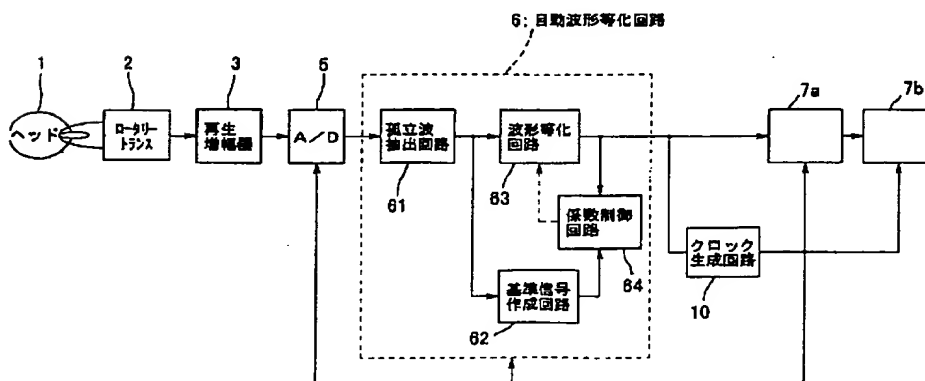 6: 自動波形等化回路
1
2
3
5
7a
7b
ヘッド
ロータリー
トランス
再生
増幅器
A/D
孤立波
抽出回路
波形等化
回路
61
63
係数制御
回路
64
基準信号
作成回路
62
クロック
生成回路
10